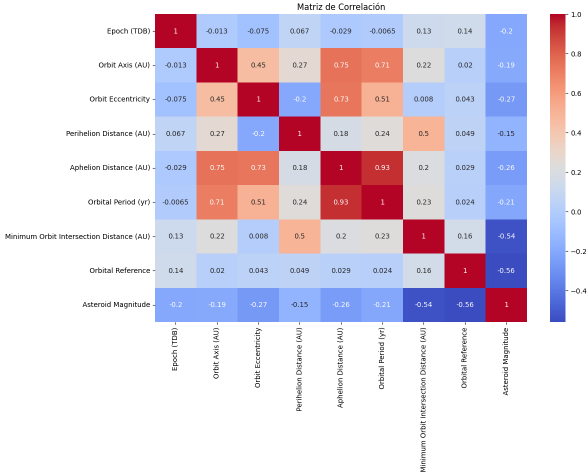 Matriz de Correlación
Epoch (TDB) 1 -0.013 -0.075 0.067 -0.029 -0.0065 0.13 0.14 -0.2
Orbit Axis (AU) -0.013 1 0.45 0.27 0.75 0.71 0.22 0.02 -0.19
Orbit Eccentricity -0.075 0.45 1 -0.2 0.73 0.51 0.008 0.043 -0.27
Perihelion Distance (AU) 0.067 0.27 -0.2 1 0.18 0.24 0.5 0.049 -0.15
Aphelion Distance (AU) -0.029 0.75 0.73 0.18 1 0.93 0.2 0.029 -0.26
Orbital Period (yr) -0.0065 0.71 0.51 0.24 0.93 1 0.23 0.024 -0.21
Minimum Orbit Intersection Distance (AU) 0.13 0.22 0.008 0.5 0.2 0.23 1 0.16 -0.54
Orbital Reference 0.14 0.02 0.043 0.049 0.029 0.024 0.16 1 -0.56
Asteroid Magnitude -0.2 -0.19 -0.27 -0.15 -0.26 -0.21 -0.54 -0.56 1
Epoch (TDB)
Orbit Axis (AU)
Orbit Eccentricity
Perihelion Distance (AU)
Aphelion Distance (AU)
Orbital Period (yr)
Minimum Orbit Intersection Distance (AU)
Orbital Reference
Asteroid Magnitude
1.0
0.8
0.6
0.4
0.2
0.0
−0.2
−0.4